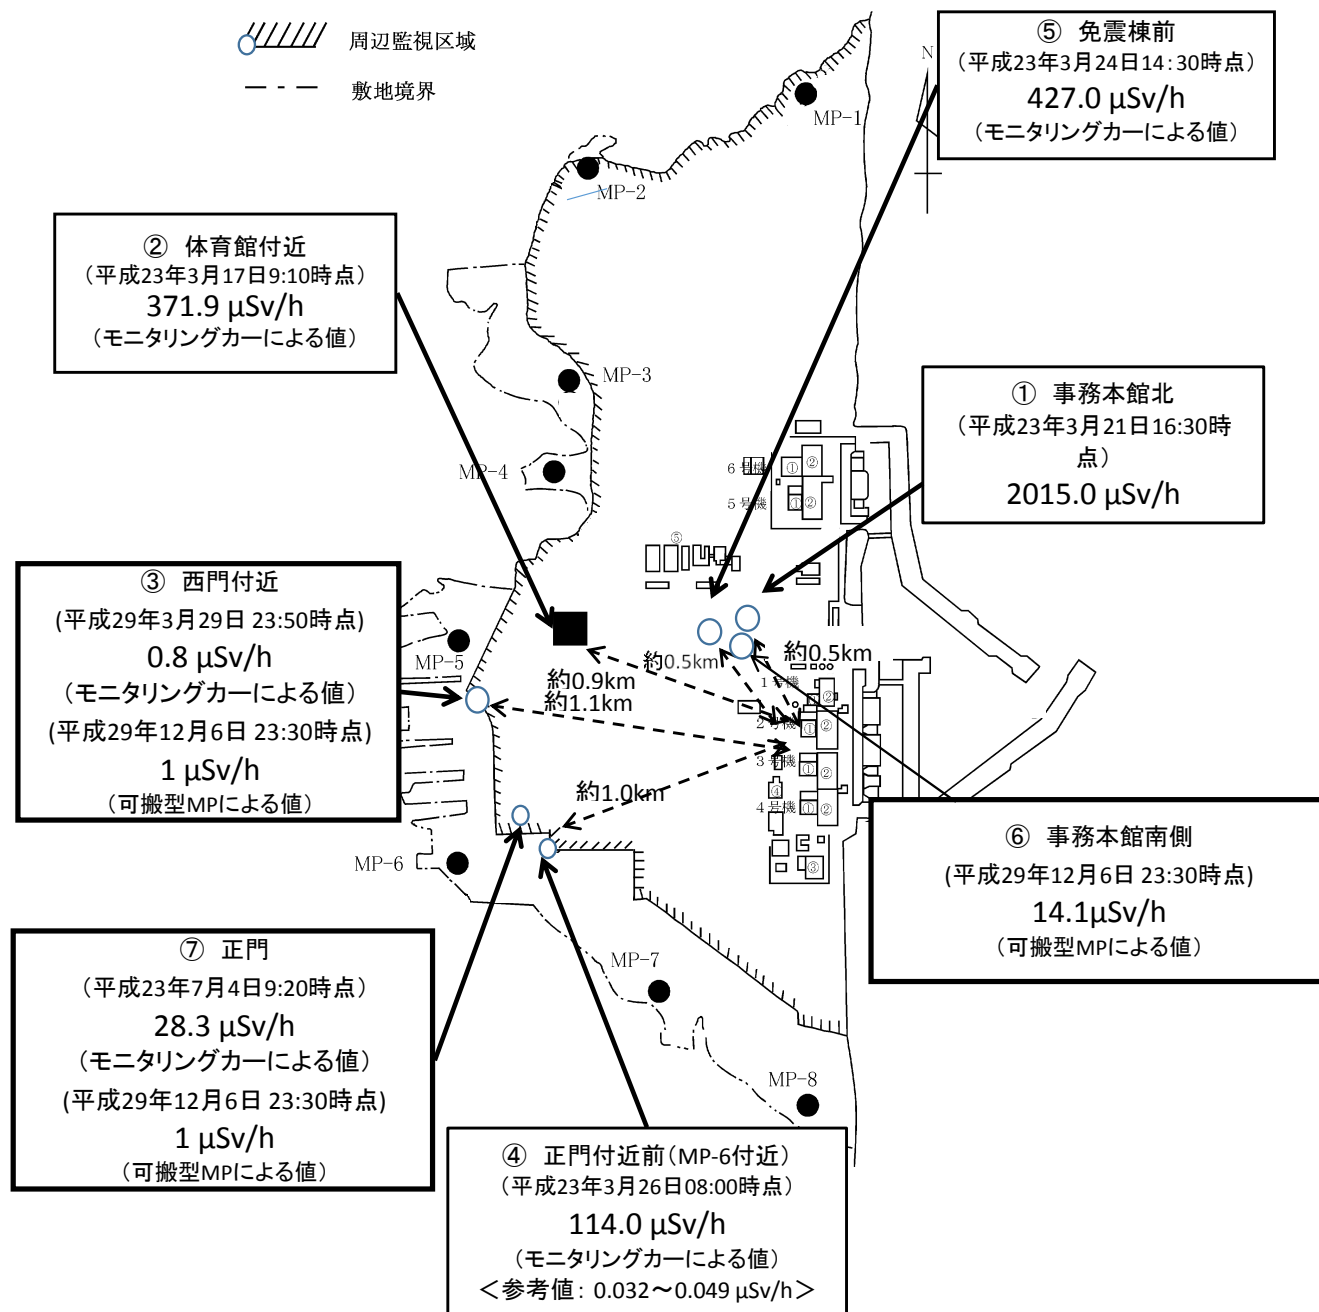 周辺監視区域
敷地境界
⑤ 免震棟前
(平成23年3月24日14:30時点)
427.0 μSv/h
(モニタリングカーによる値)
N
MP-1
MP-2
② 体育館付近
(平成23年3月17日9:10時点)
371.9 μSv/h
(モニタリングカーによる値)
MP-3
① 事務本館北
(平成23年3月21日16:30時
点)
2015.0 μSv/h
MP-4
6号機
① ②
5号機
① ②
⑤
③ 西門付近
(平成29年3月29日 23:50時点)
0.8 μSv/h
(モニタリングカーによる値)
(平成29年12月6日 23:30時点)
1 μSv/h
(可搬型MPによる値)
MP-5
約0.9km
約1.1km
約0.5km
約0.5km
1号機
②
2号機
① ②
3号機
① ②
約1.0km
④
4号機
① ②
③
⑥ 事務本館南側
(平成29年12月6日 23:30時点)
14.1μSv/h
(可搬型MPによる値)
MP-6
⑦ 正門
(平成23年7月4日9:20時点)
28.3 μSv/h
(モニタリングカーによる値)
(平成29年12月6日 23:30時点)
1 μSv/h
(可搬型MPによる値)
MP-7
MP-8
④ 正門付近前(MP-6付近)
(平成23年3月26日08:00時点)
114.0 μSv/h
(モニタリングカーによる値)
<参考値: 0.032～0.049 μSv/h>